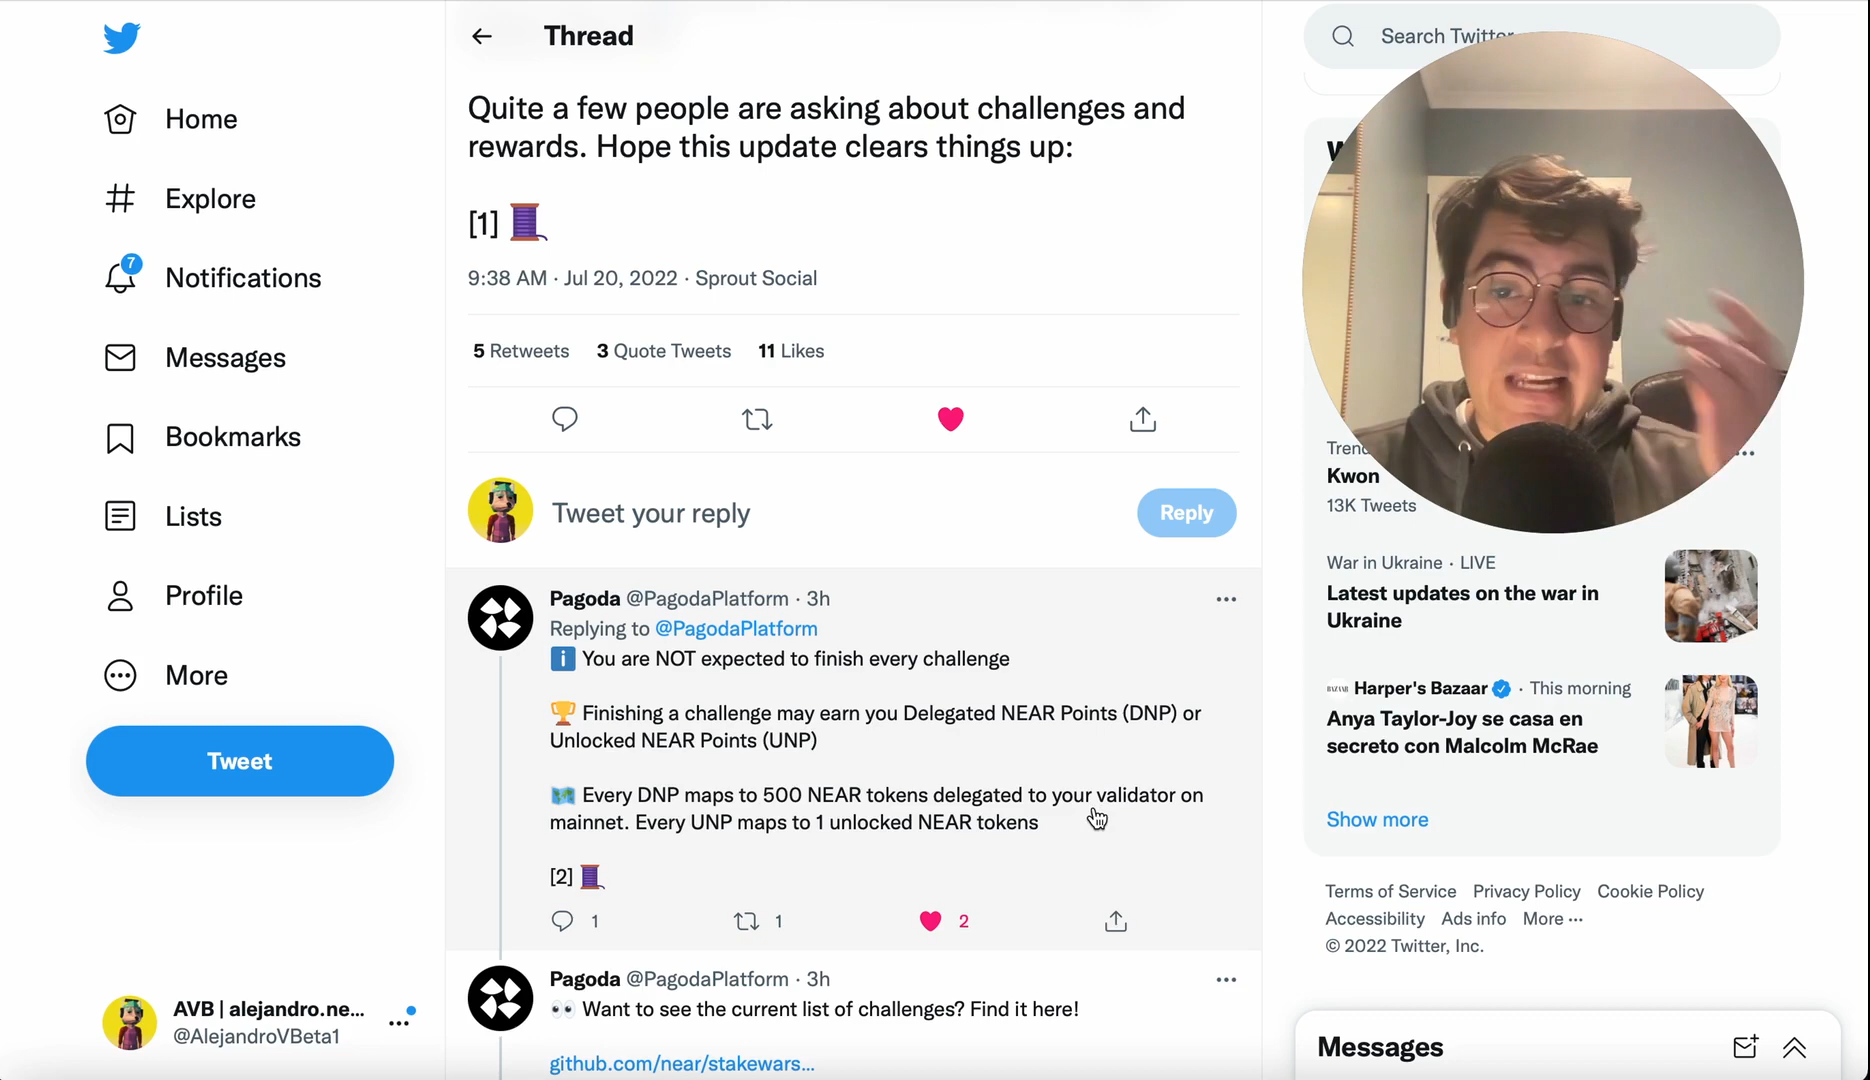 Thread
Search Twitter
Home
Explore
7
Notifications
Messages
Bookmarks
Lists
Profile
More
Tweet
AVB | alejandro.ne...
@AlejandroVBeta1
Quite a few people are asking about challenges and
rewards. Hope this update clears things up:
[1]
9:38 AM · Jul 20, 2022 · Sprout Social
5 Retweets 3 Quote Tweets 11 Likes
Tweet your reply
Reply
Pagoda @PagodaPlatform · 3h
Replying to @PagodaPlatform
You are NOT expected to finish every challenge
Finishing a challenge may earn you Delegated NEAR Points (DNP) or
Unlocked NEAR Points (UNP)
Every DNP maps to 500 NEAR tokens delegated to your validator on
mainnet. Every UNP maps to 1 unlocked NEAR tokens
[2]
1 1 2
Pagoda @PagodaPlatform · 3h
Want to see the current list of challenges? Find it here!
github.com/near/stakewars...
Kwon
13K Tweets
War in Ukraine · LIVE
Latest updates on the war in
Ukraine
Harper's Bazaar · This morning
Anya Taylor-Joy se casa en
secreto con Malcolm McRae
Show more
Terms of Service Privacy Policy Cookie Policy
Accessibility Ads info More ···
© 2022 Twitter, Inc.
Messages